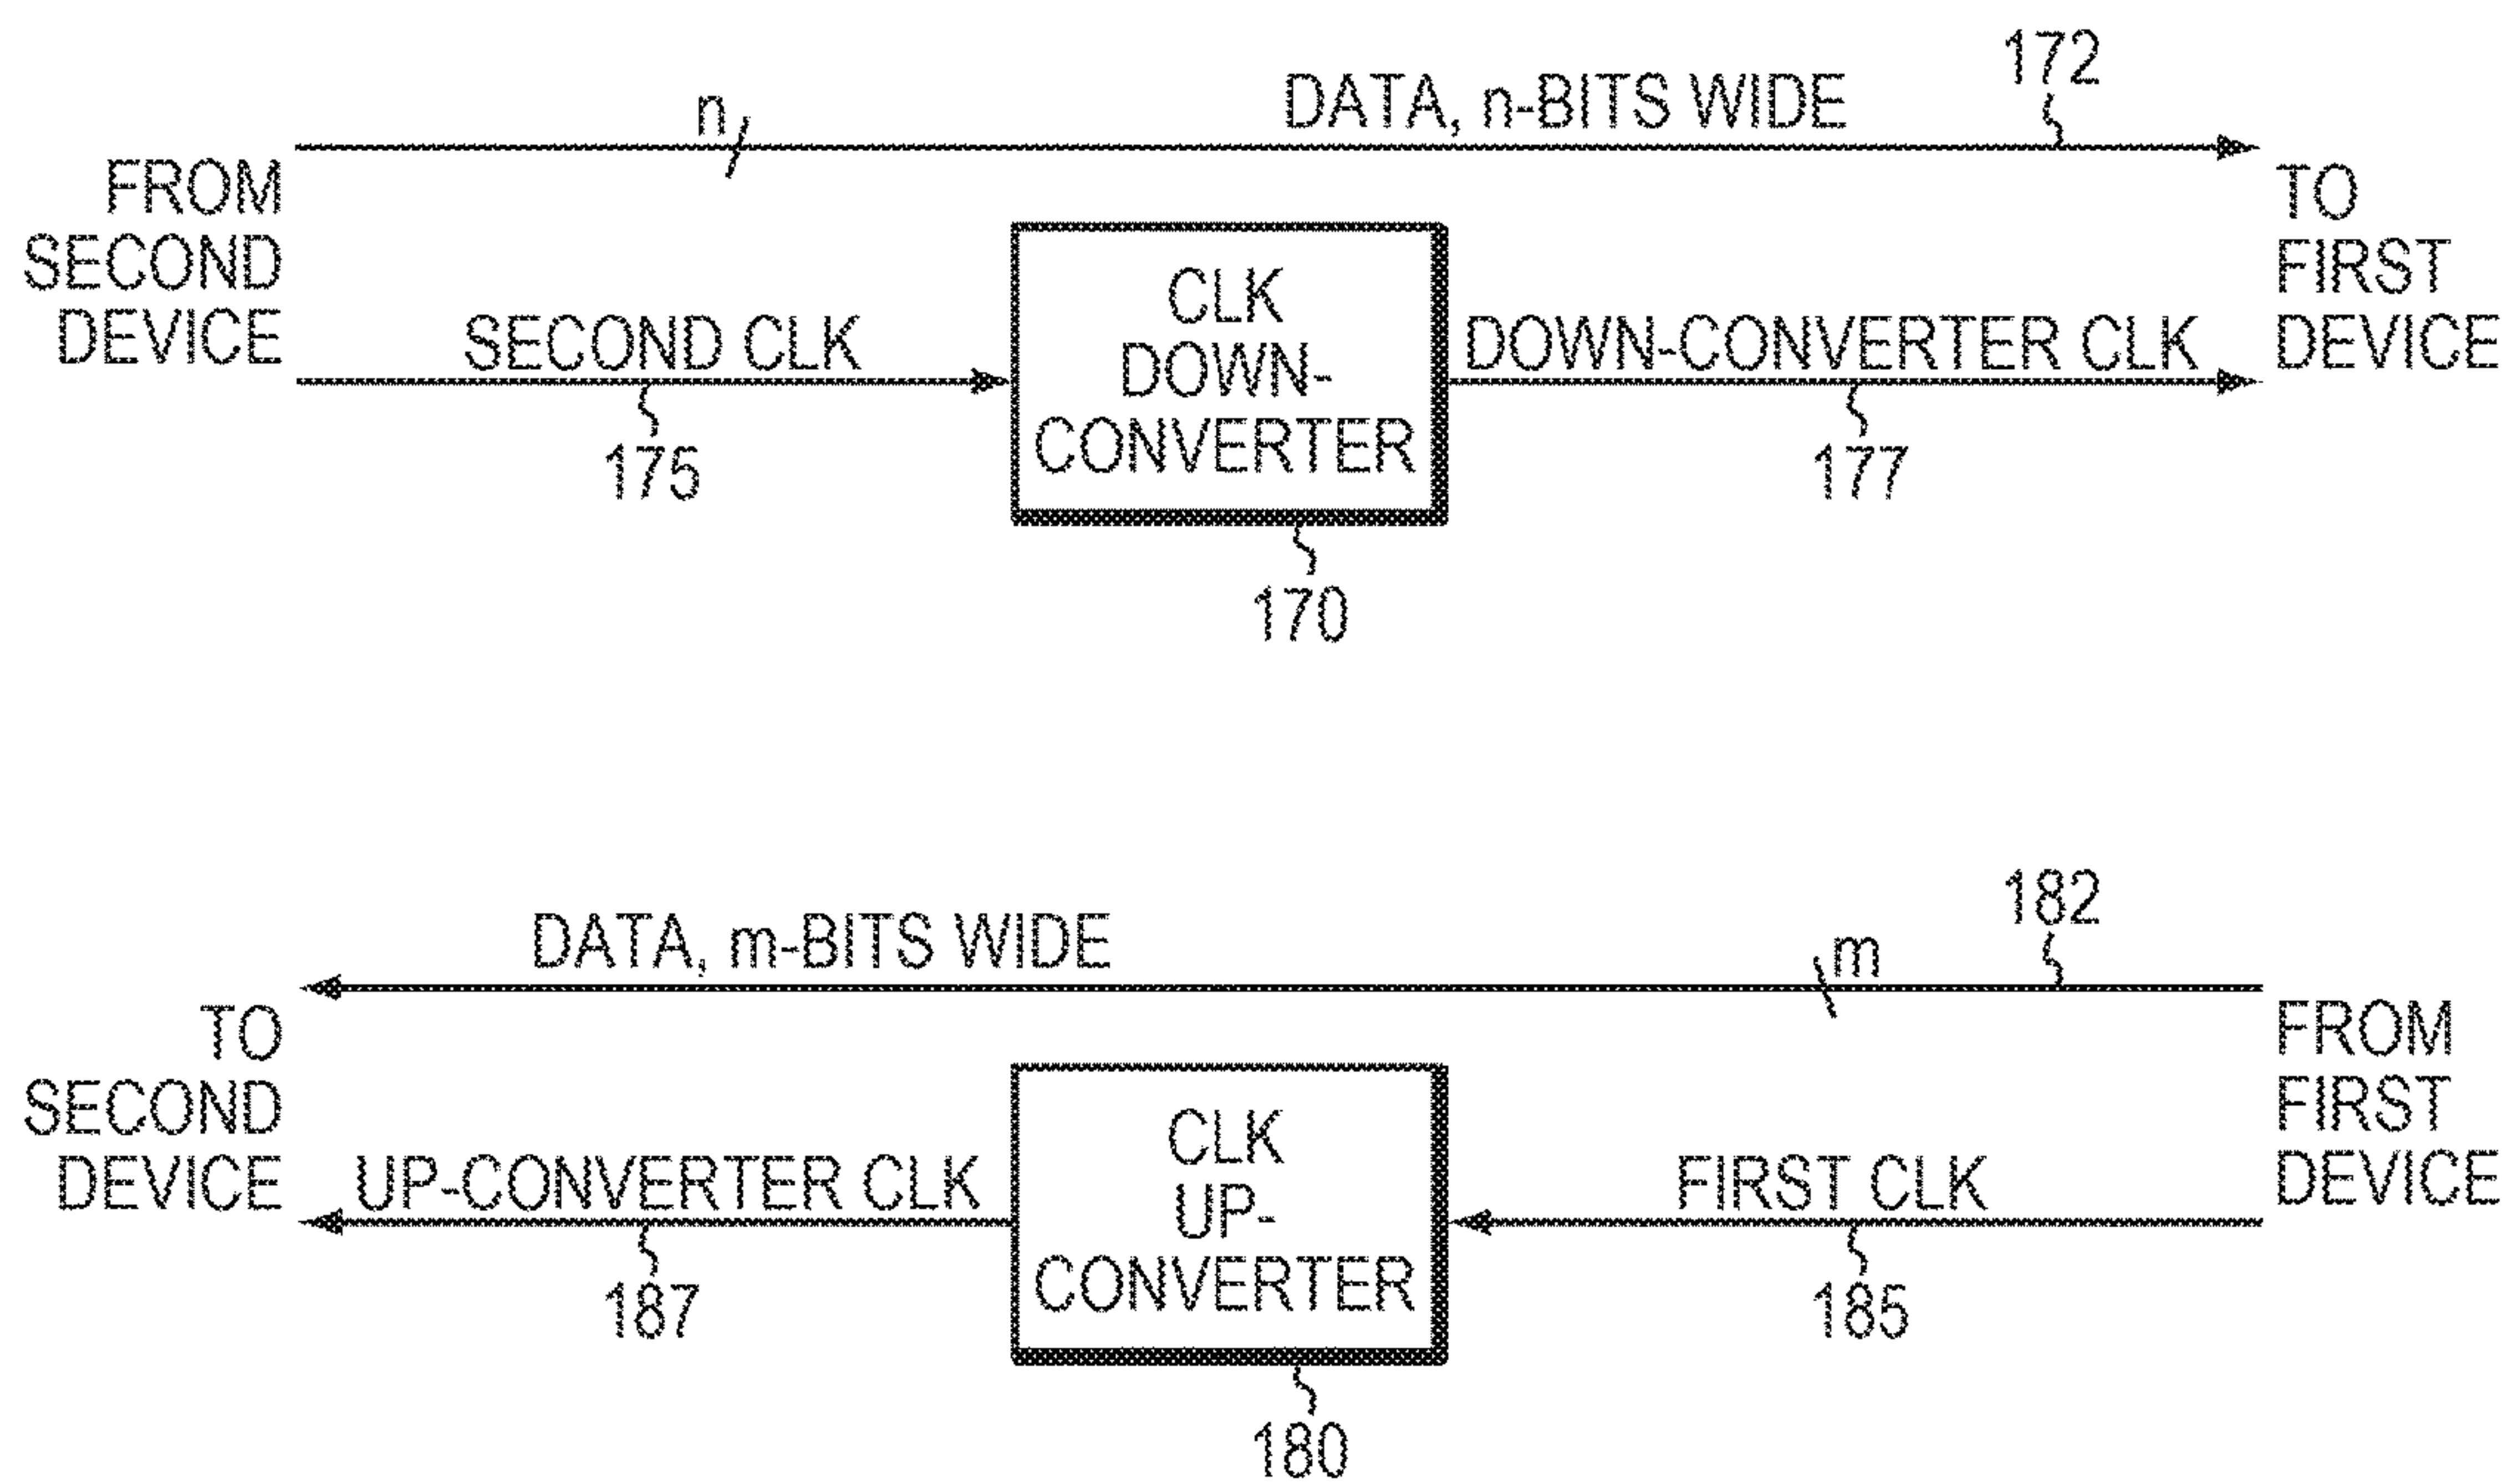 172
n
DATA, n-BITS WIDE
FROM
SECOND
DEVICE
TO
FIRST
DEVICE
SECOND CLK
CLK
DOWN-
CONVERTER
DOWN-CONVERTER CLK
175
177
170
182
DATA, m-BITS WIDE
m
TO
SECOND
DEVICE
FROM
FIRST
DEVICE
UP-CONVERTER CLK
CLK
UP-
CONVERTER
FIRST CLK
187
185
180